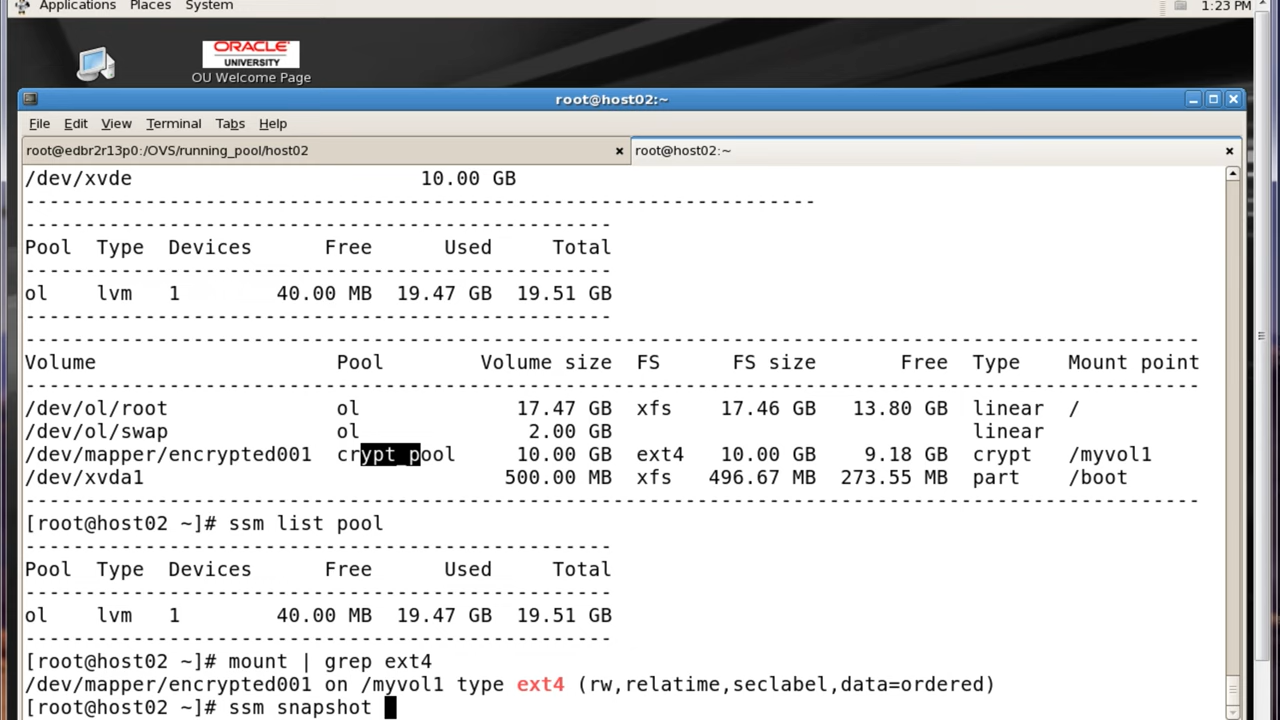 Applications Places System 1:23 PM
ORACLE
UNIVERSITY
OU Welcome Page
root@host02:~
File Edit View Terminal Tabs Help
root@edbr2r13p0:/OVS/running_pool/host02 × root@host02:~ ×
/dev/xvde 10.00 GB
--------------------------------------------------------------------
-------------------------------------------------
Pool Type Devices Free Used Total
-------------------------------------------------
ol lvm 1 40.00 MB 19.47 GB 19.51 GB
-------------------------------------------------
--------------------------------------------------------------------------------------------------
Volume Pool Volume size FS FS size Free Type Mount point
--------------------------------------------------------------------------------------------------
/dev/ol/root ol 17.47 GB xfs 17.46 GB 13.80 GB linear /
/dev/ol/swap ol 2.00 GB linear
/dev/mapper/encrypted001 crypt_pool 10.00 GB ext4 10.00 GB 9.18 GB crypt /myvol1
/dev/xvda1 500.00 MB xfs 496.67 MB 273.55 MB part /boot
--------------------------------------------------------------------------------------------------
[root@host02 ~]# ssm list pool
-------------------------------------------------
Pool Type Devices Free Used Total
-------------------------------------------------
ol lvm 1 40.00 MB 19.47 GB 19.51 GB
-------------------------------------------------
[root@host02 ~]# mount | grep ext4
/dev/mapper/encrypted001 on /myvol1 type ext4 (rw,relatime,seclabel,data=ordered)
[root@host02 ~]# ssm snapshot